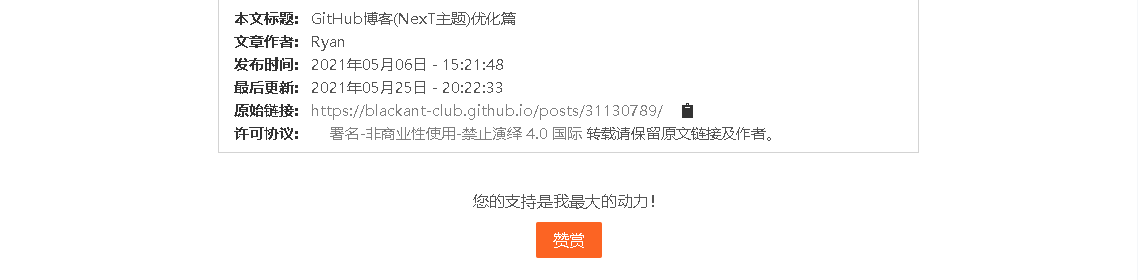 本文标题： GitHub博客(NexT主题)优化篇
文章作者： Ryan
发布时间： 2021年05月06日 - 15:21:48
最后更新： 2021年05月25日 - 20:22:33
原始链接： https://blackant-club.github.io/posts/31130789/
许可协议： 署名-非商业性使用-禁止演绎 4.0 国际 转载请保留原文链接及作者。
您的支持是我最大的动力！
赞赏